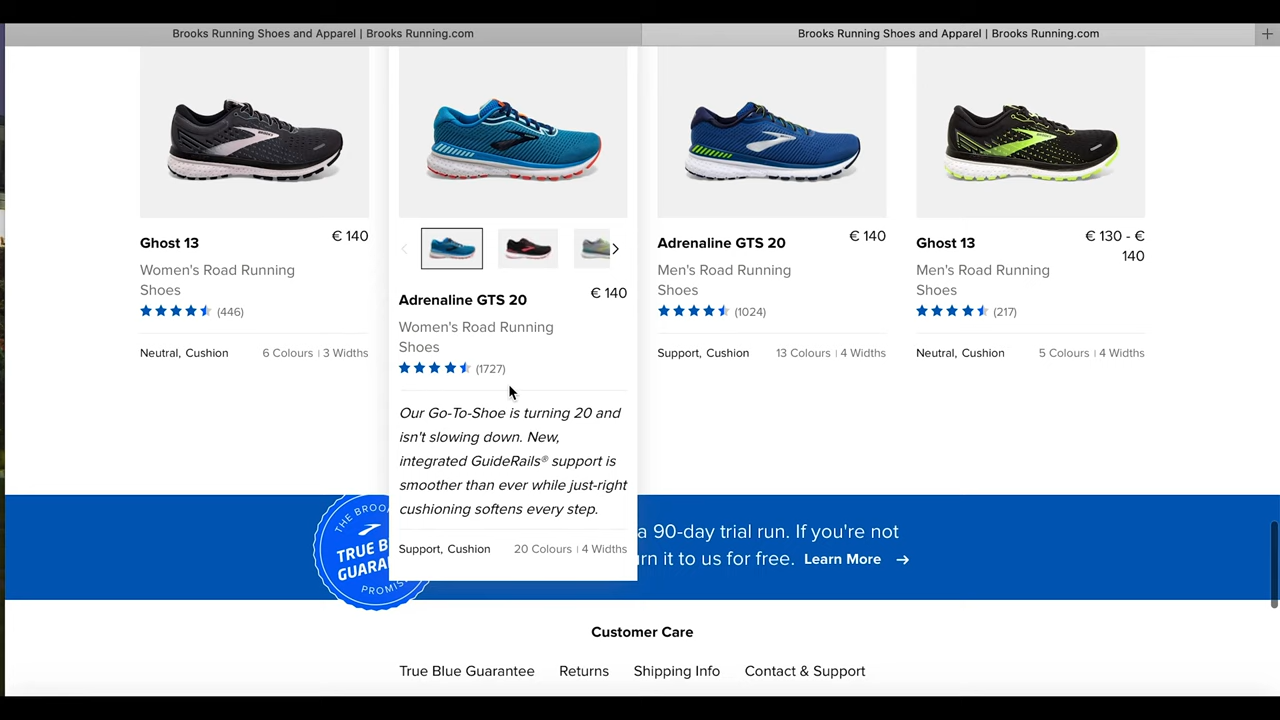 Brooks Running Shoes and Apparel | Brooks Running.com
Brooks Running Shoes and Apparel | Brooks Running.com
Ghost 13
€ 140
Women's Road Running
Shoes
(446)
Neutral, Cushion
6 Colours | 3 Widths
Adrenaline GTS 20
€ 140
Women's Road Running
Shoes
(1727)
Our Go-To-Shoe is turning 20 and
isn't slowing down. New,
integrated GuideRails® support is
smoother than ever while just-right
cushioning softens every step.
Support, Cushion
20 Colours | 4 Widths
Adrenaline GTS 20
€ 140
Men's Road Running
Shoes
(1024)
Support, Cushion
13 Colours | 4 Widths
Ghost 13
€ 130 - €
140
Men's Road Running
Shoes
(217)
Neutral, Cushion
5 Colours | 4 Widths
THE BROO
TRUE B
GUARA
PROMIS
a 90-day trial run. If you're not
rn it to us for free. Learn More →
Customer Care
True Blue Guarantee
Returns
Shipping Info
Contact & Support